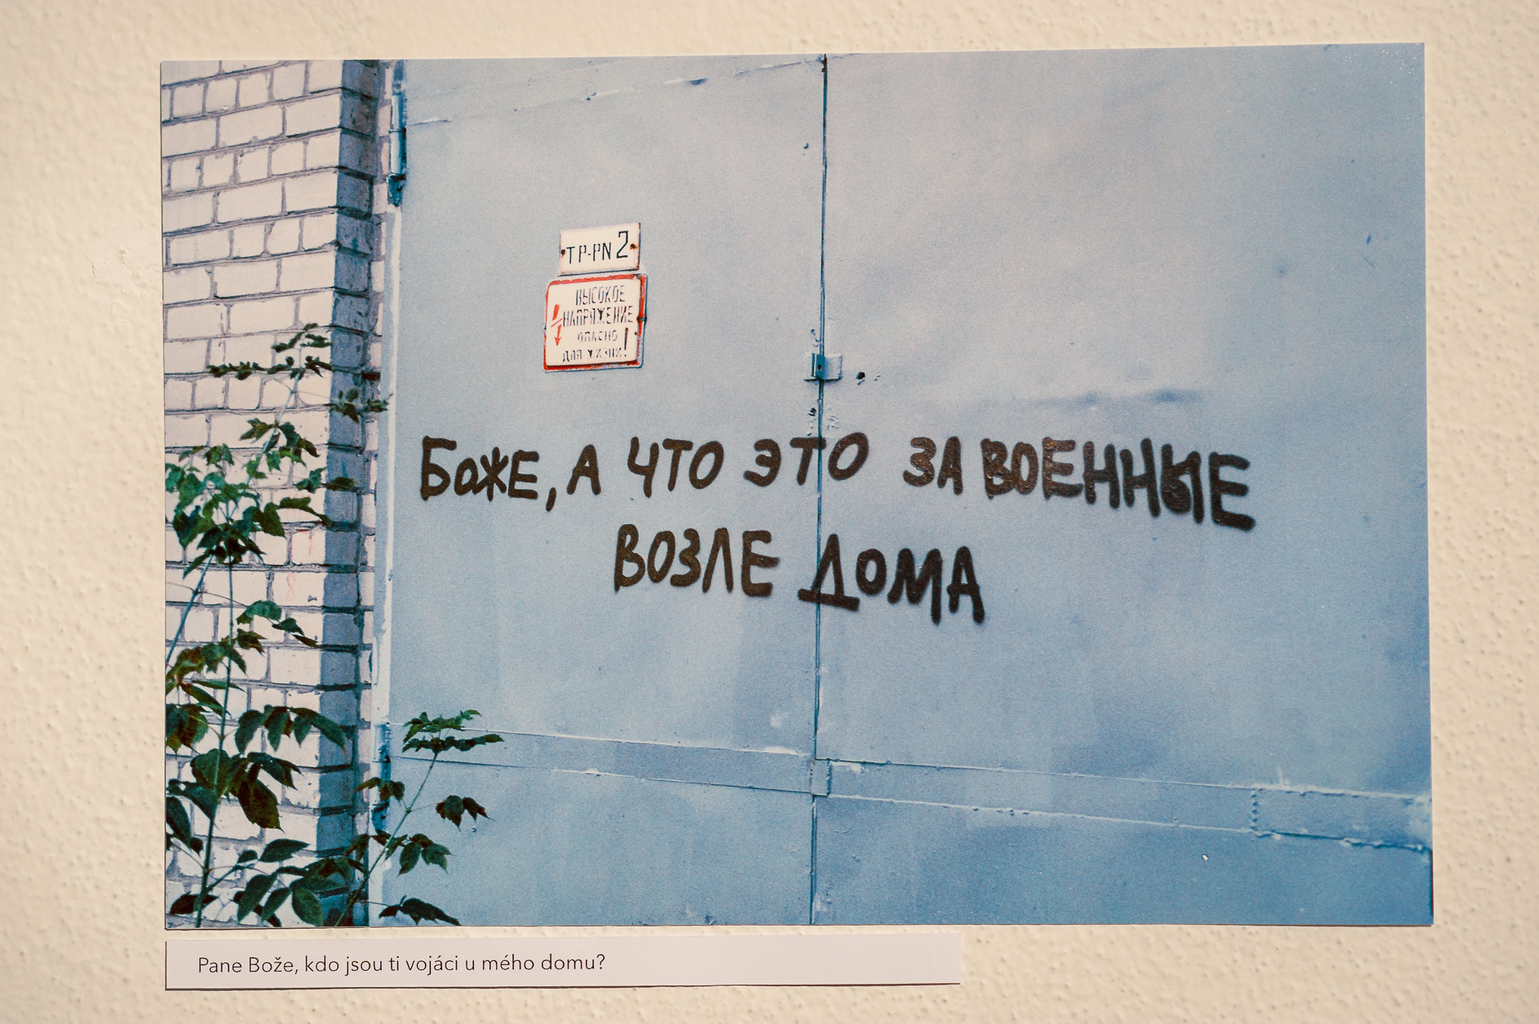 ТР-РN 2
ВЫСОКОЕ
НАПРЯЖЕНИЕ
ОПАСНО
ДЛЯ ЖИЗНИ!
БОЖЕ, А ЧТО ЭТО ЗА ВОЕННЫЕ
ВОЗЛЕ ДОМА
Pane Bože, kdo jsou ti vojáci u mého domu?